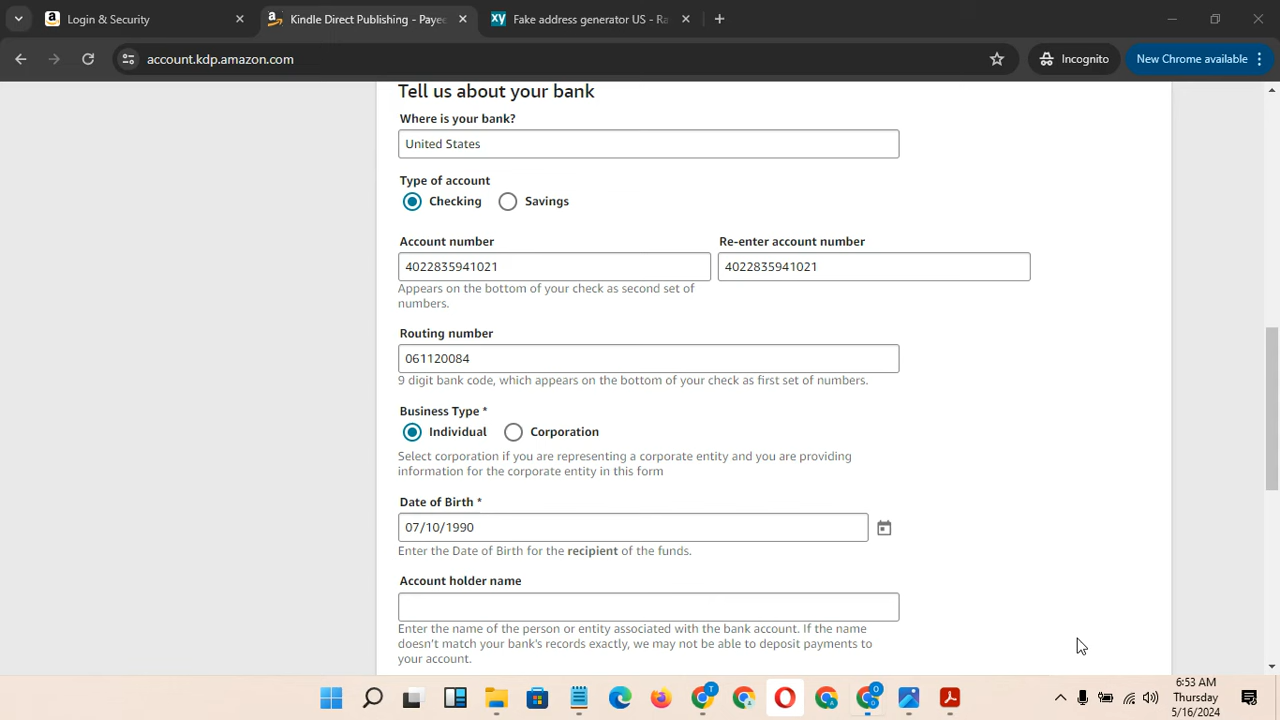 Login & Security
Kindle Direct Publishing - Payee
Fake address generator US - Ra
account.kdp.amazon.com
Incognito
New Chrome available
Tell us about your bank
Where is your bank?
United States
Type of account
Checking
Savings
Account number
Re-enter account number
4022835941021
4022835941021
Appears on the bottom of your check as second set of
numbers.
Routing number
061120084
9 digit bank code, which appears on the bottom of your check as first set of numbers.
Business Type *
Individual
Corporation
Select corporation if you are representing a corporate entity and you are providing
information for the corporate entity in this form
Date of Birth *
07/10/1990
Enter the Date of Birth for the recipient of the funds.
Account holder name
Enter the name of the person or entity associated with the bank account. If the name
doesn't match your bank's records exactly, we may not be able to deposit payments to
your account.
6:53 AM
Thursday
5/16/2024